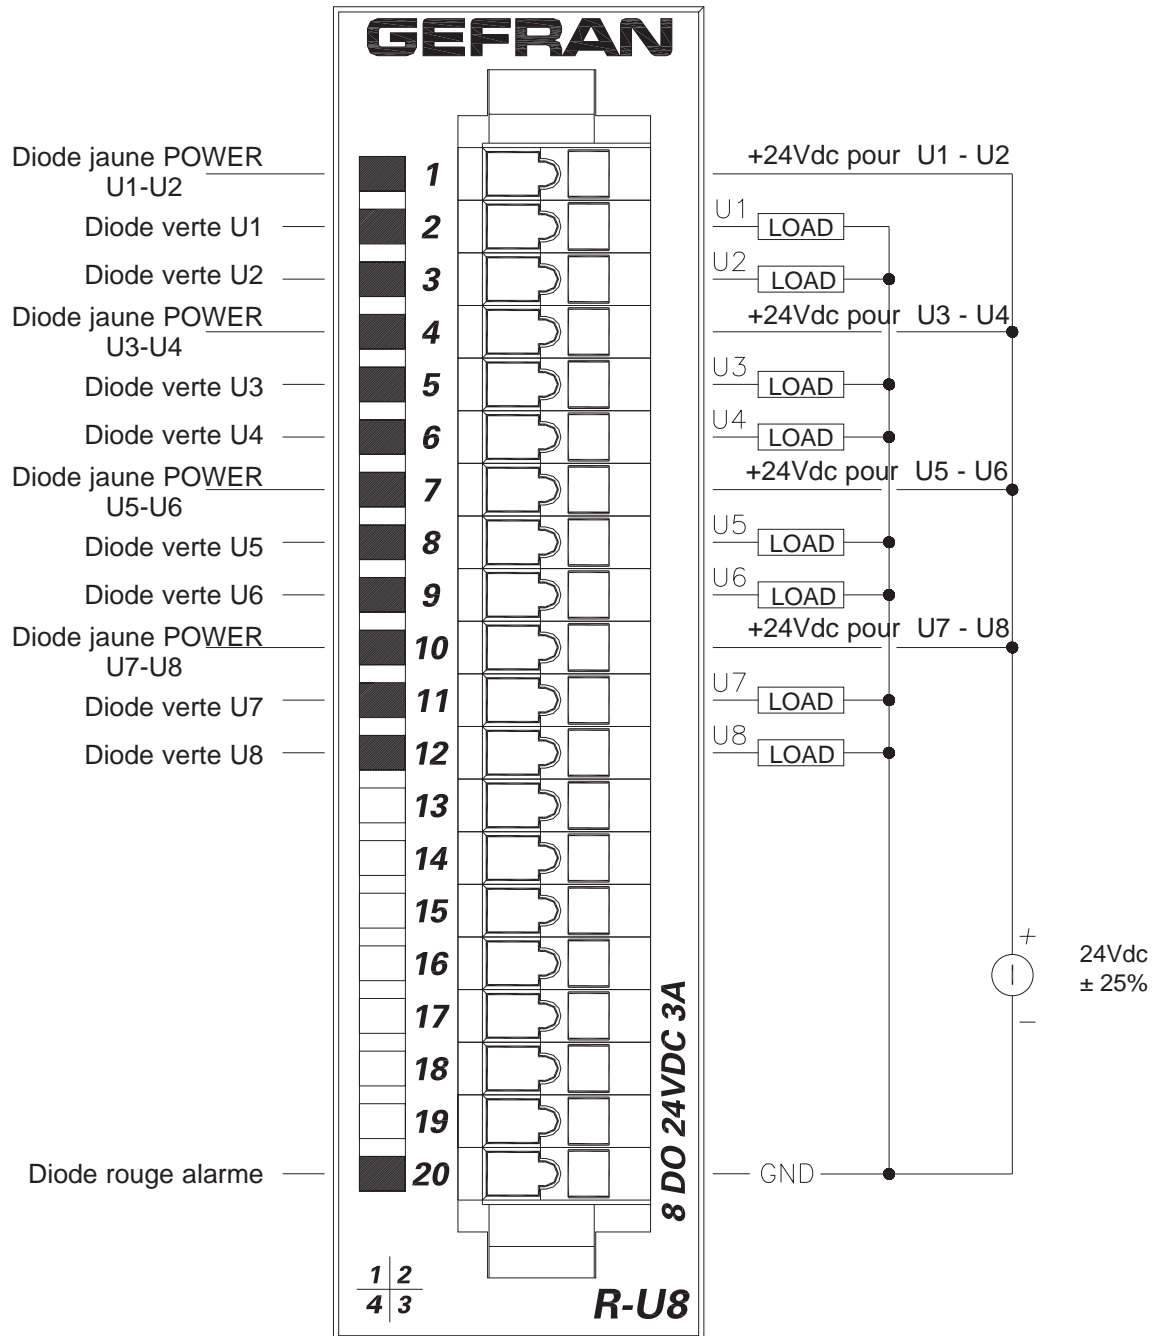 GEFRAN
Diode jaune POWER
U1-U2
1
+24Vdc pour U1 - U2
Diode verte U1
2
U1
LOAD
Diode verte U2
3
U2
LOAD
Diode jaune POWER
U3-U4
4
+24Vdc pour U3 - U4
Diode verte U3
5
U3
LOAD
Diode verte U4
6
U4
LOAD
Diode jaune POWER
U5-U6
7
+24Vdc pour U5 - U6
Diode verte U5
8
U5
LOAD
Diode verte U6
9
U6
LOAD
Diode jaune POWER
U7-U8
10
+24Vdc pour U7 - U8
Diode verte U7
11
U7
LOAD
Diode verte U8
12
U8
LOAD
13
14
15
16
17
18
19
+
24Vdc
± 25%
–
8 DO 24VDC 3A
Diode rouge alarme
20
GND
1 2
4 3
R-U8